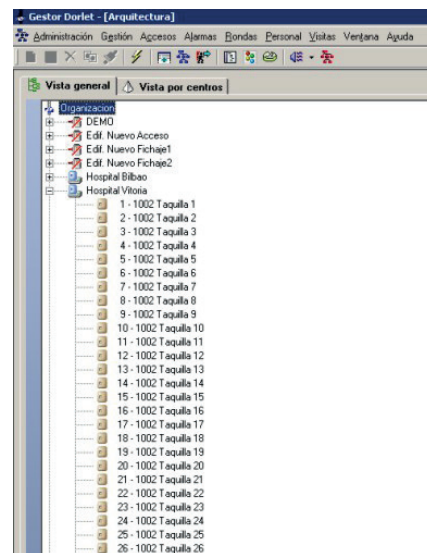 Gestor Dorlet - [Arquitectura]
Administración Gestión Accesos Alarmas Rondas Personal Visitas Ventana Ayuda
Vista general Vista por centros
Organizacion
DEMO
Edif. Nuevo Acceso
Edif. Nuevo Fichaje1
Edif. Nuevo Fichaje2
Hospital Bilbao
Hospital Vitoria
1 - 1002 Taquilla 1
2 - 1002 Taquilla 2
3 - 1002 Taquilla 3
4 - 1002 Taquilla 4
5 - 1002 Taquilla 5
6 - 1002 Taquilla 6
7 - 1002 Taquilla 7
8 - 1002 Taquilla 8
9 - 1002 Taquilla 9
10 - 1002 Taquilla 10
11 - 1002 Taquilla 11
12 - 1002 Taquilla 12
13 - 1002 Taquilla 13
14 - 1002 Taquilla 14
15 - 1002 Taquilla 15
16 - 1002 Taquilla 16
17 - 1002 Taquilla 17
18 - 1002 Taquilla 18
19 - 1002 Taquilla 19
20 - 1002 Taquilla 20
21 - 1002 Taquilla 21
22 - 1002 Taquilla 22
23 - 1002 Taquilla 23
24 - 1002 Taquilla 24
25 - 1002 Taquilla 25
26 - 1002 Taquilla 26